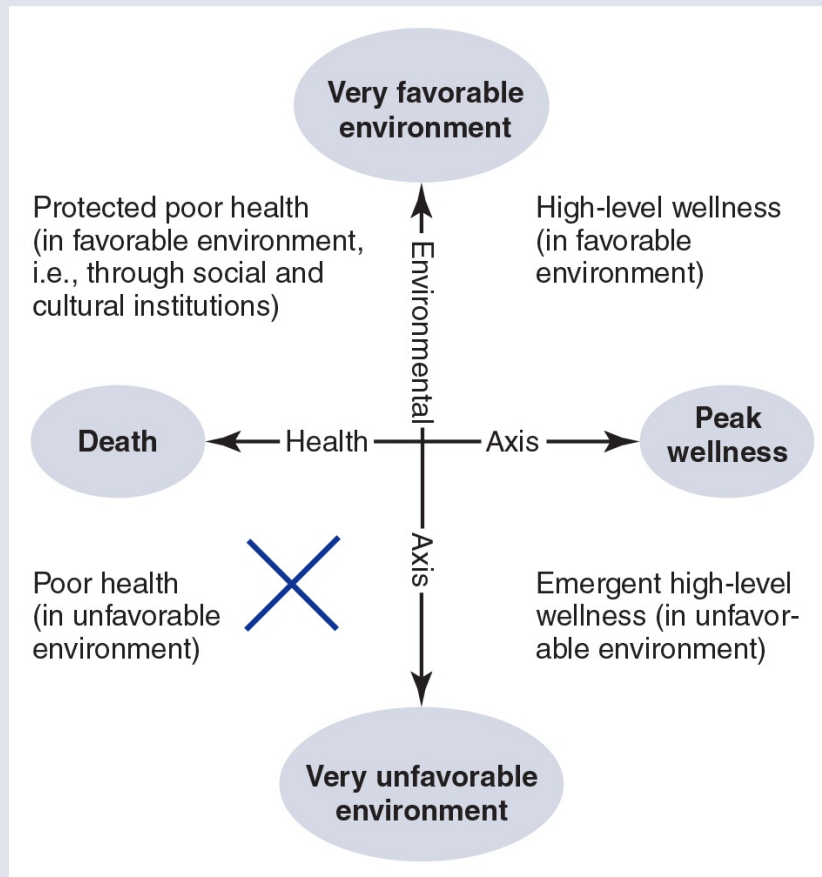 Very favorable
environment
Protected poor health
(in favorable environment,
i.e., through social and
cultural institutions)
High-level wellness
(in favorable
environment)
Environmental
Death
Health
Axis
Peak
wellness
Axis
Poor health
(in unfavorable
environment)
Emergent high-level
wellness (in unfavor-
able environment)
Very unfavorable
environment